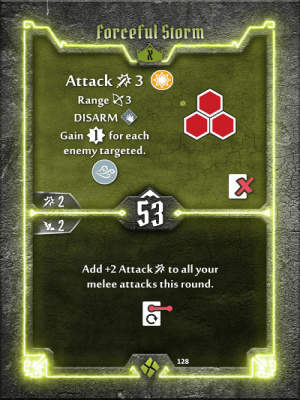 Forceful Storm
X
Attack 3
Range 3
DISARM
Gain 1 for each
enemy targeted.
2
2
53
Add +2 Attack to all your
melee attacks this round.
128